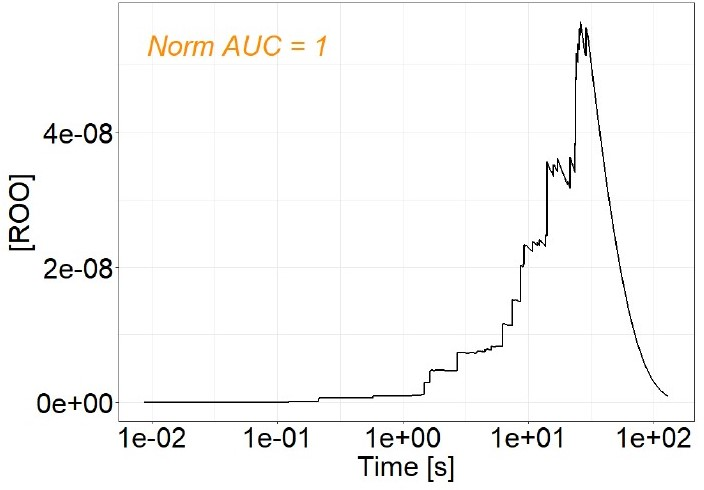 Norm AUC = 1
[ROO]
4e-08
2e-08
0e+00
1e-02 1e-01 1e+00 1e+01 1e+02
Time [s]